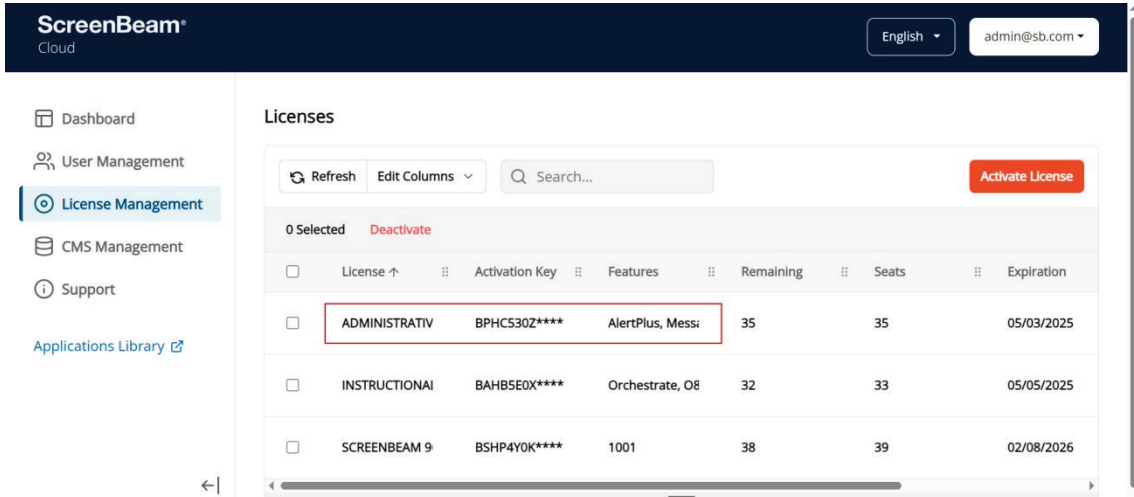 ScreenBeam®
Cloud
English
admin@sb.com
Dashboard
User Management
License Management
CMS Management
Support
Applications Library
Licenses
Refresh
Edit Columns
Search...
Activate License
0 Selected
Deactivate
License ↑ Activation Key Features Remaining Seats Expiration
ADMINISTRATIV BPHC530Z**** AlertPlus, Messa 35 35 05/03/2025
INSTRUCTIONAL BAHB5E0X**** Orchestrate, O8 32 33 05/05/2025
SCREENBEAM 9 BSHP4Y0K**** 1001 38 39 02/08/2026